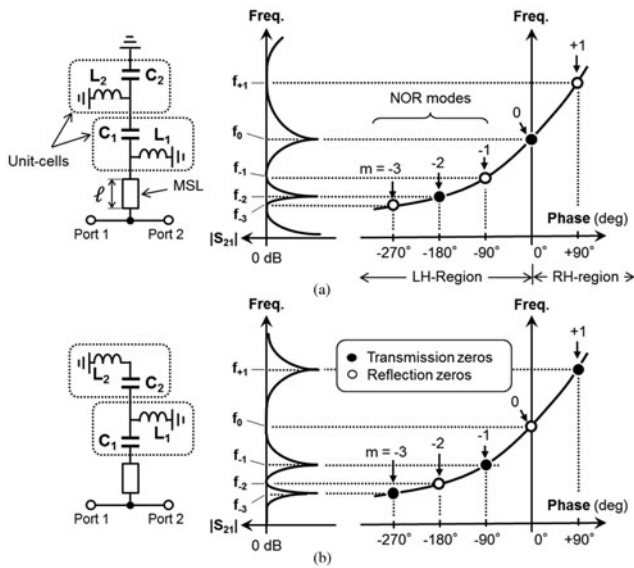 (a)
L₂
C₂
C₁
L₁
Unit-cells
ℓ
MSL
Port 1
Port 2
Freq.
f₊₁
f₀
f₋₁
f₋₂
f₋₃
|S₂₁|
0 dB
Freq.
+1
NOR modes
0
-1
-2
m = -3
Phase (deg)
-270° -180° -90° 0° +90°
LH-Region
RH-region
(a)
(b)
L₂
C₂
L₁
C₁
Port 1
Port 2
Freq.
f₊₁
f₀
f₋₁
f₋₂
f₋₃
|S₂₁|
0 dB
Freq.
+1
Transmission zeros
Reflection zeros
0
-1
-2
m = -3
Phase (deg)
-270° -180° -90° 0° +90°
(b)